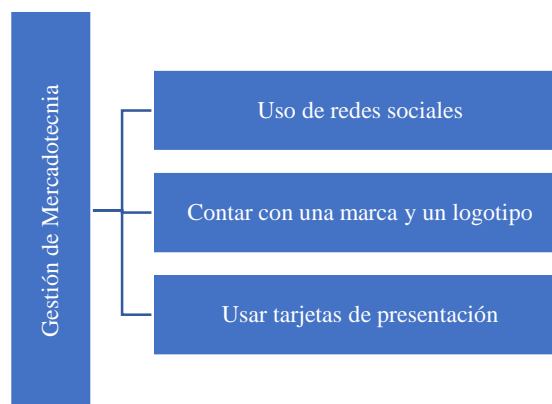 Gestión de Mercadotecnia
Uso de redes sociales
Contar con una marca y un logotipo
Usar tarjetas de presentación